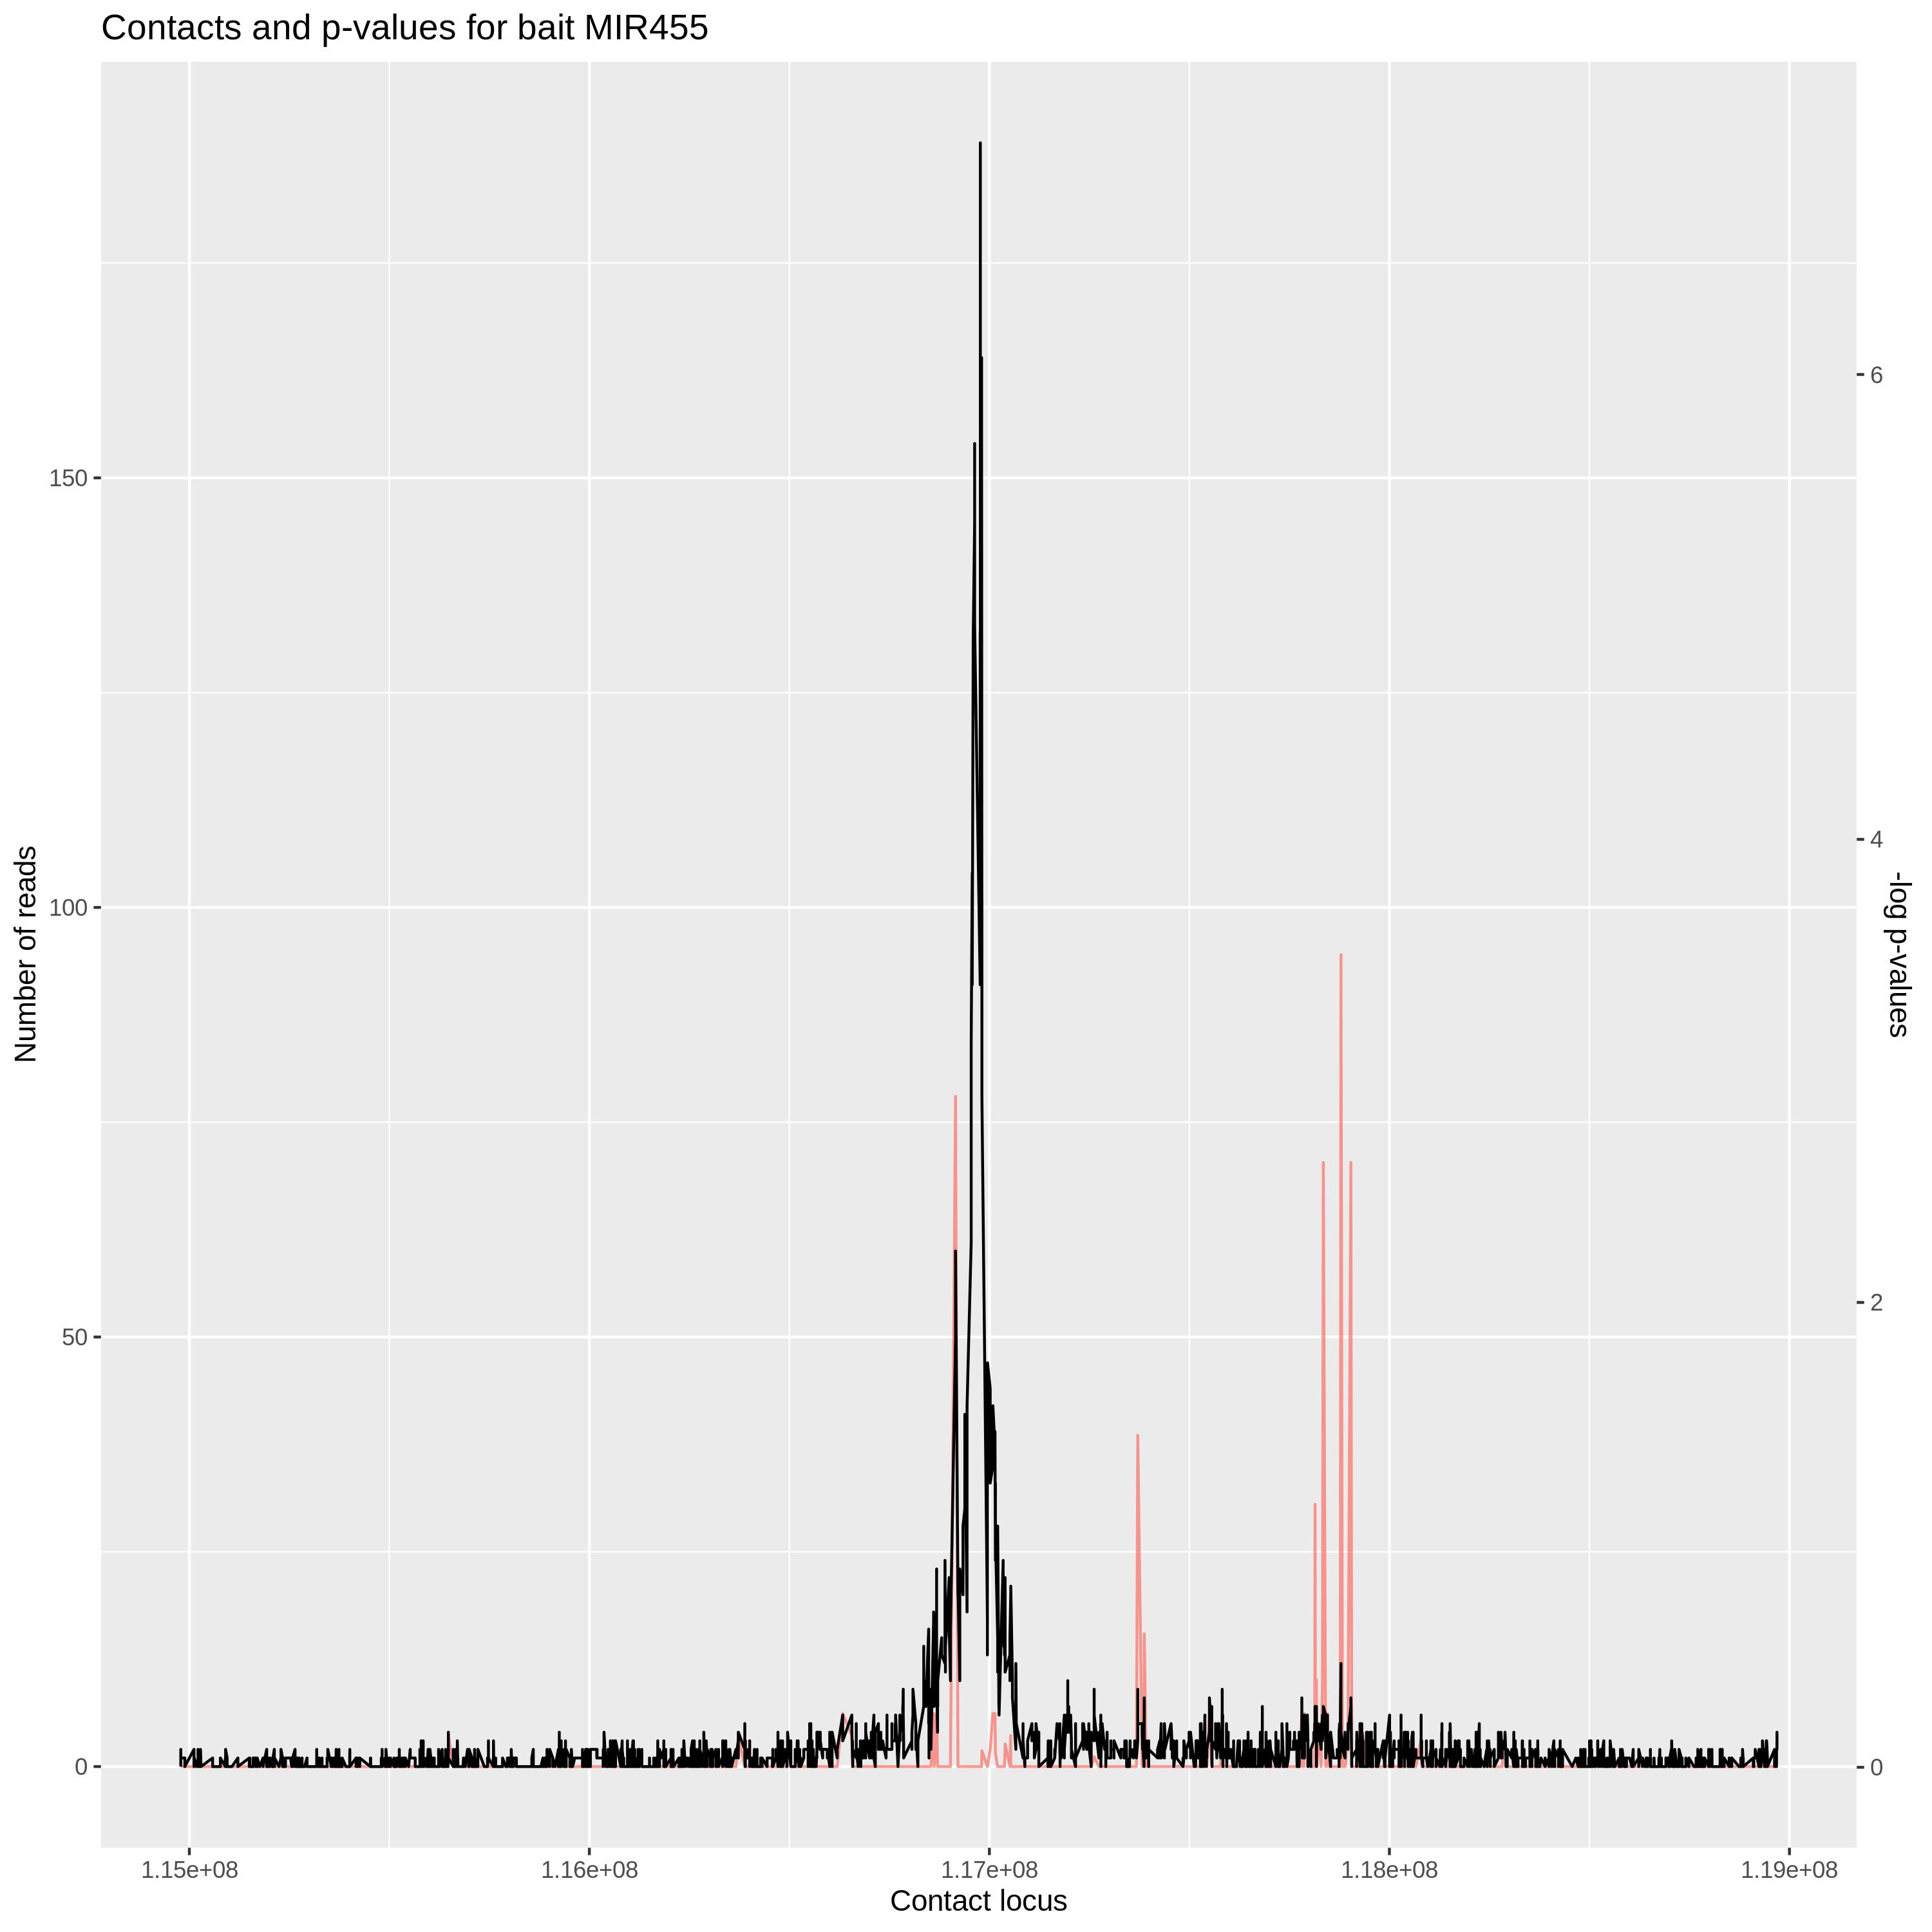 Contacts and p-values for bait MIR455
Number of reads
150
100
50
0
6
4
2
0
-log p-values
1.15e+08
1.16e+08
1.17e+08
1.18e+08
1.19e+08
Contact locus